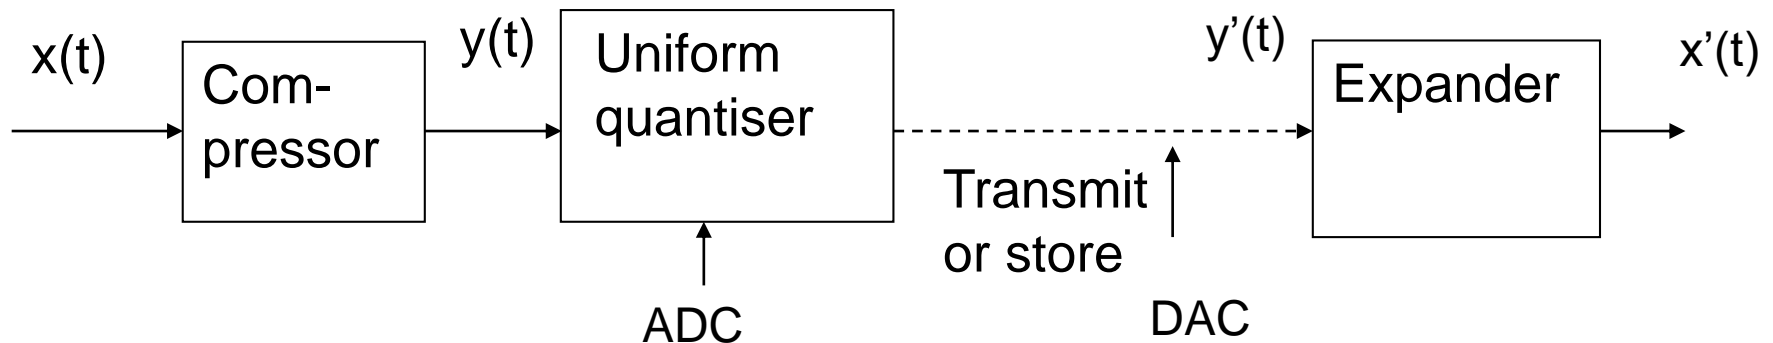 x(t)
Com-
pressor
y(t)
Uniform
quantiser
ADC
Transmit
or store
DAC
y’(t)
Expander
x’(t)